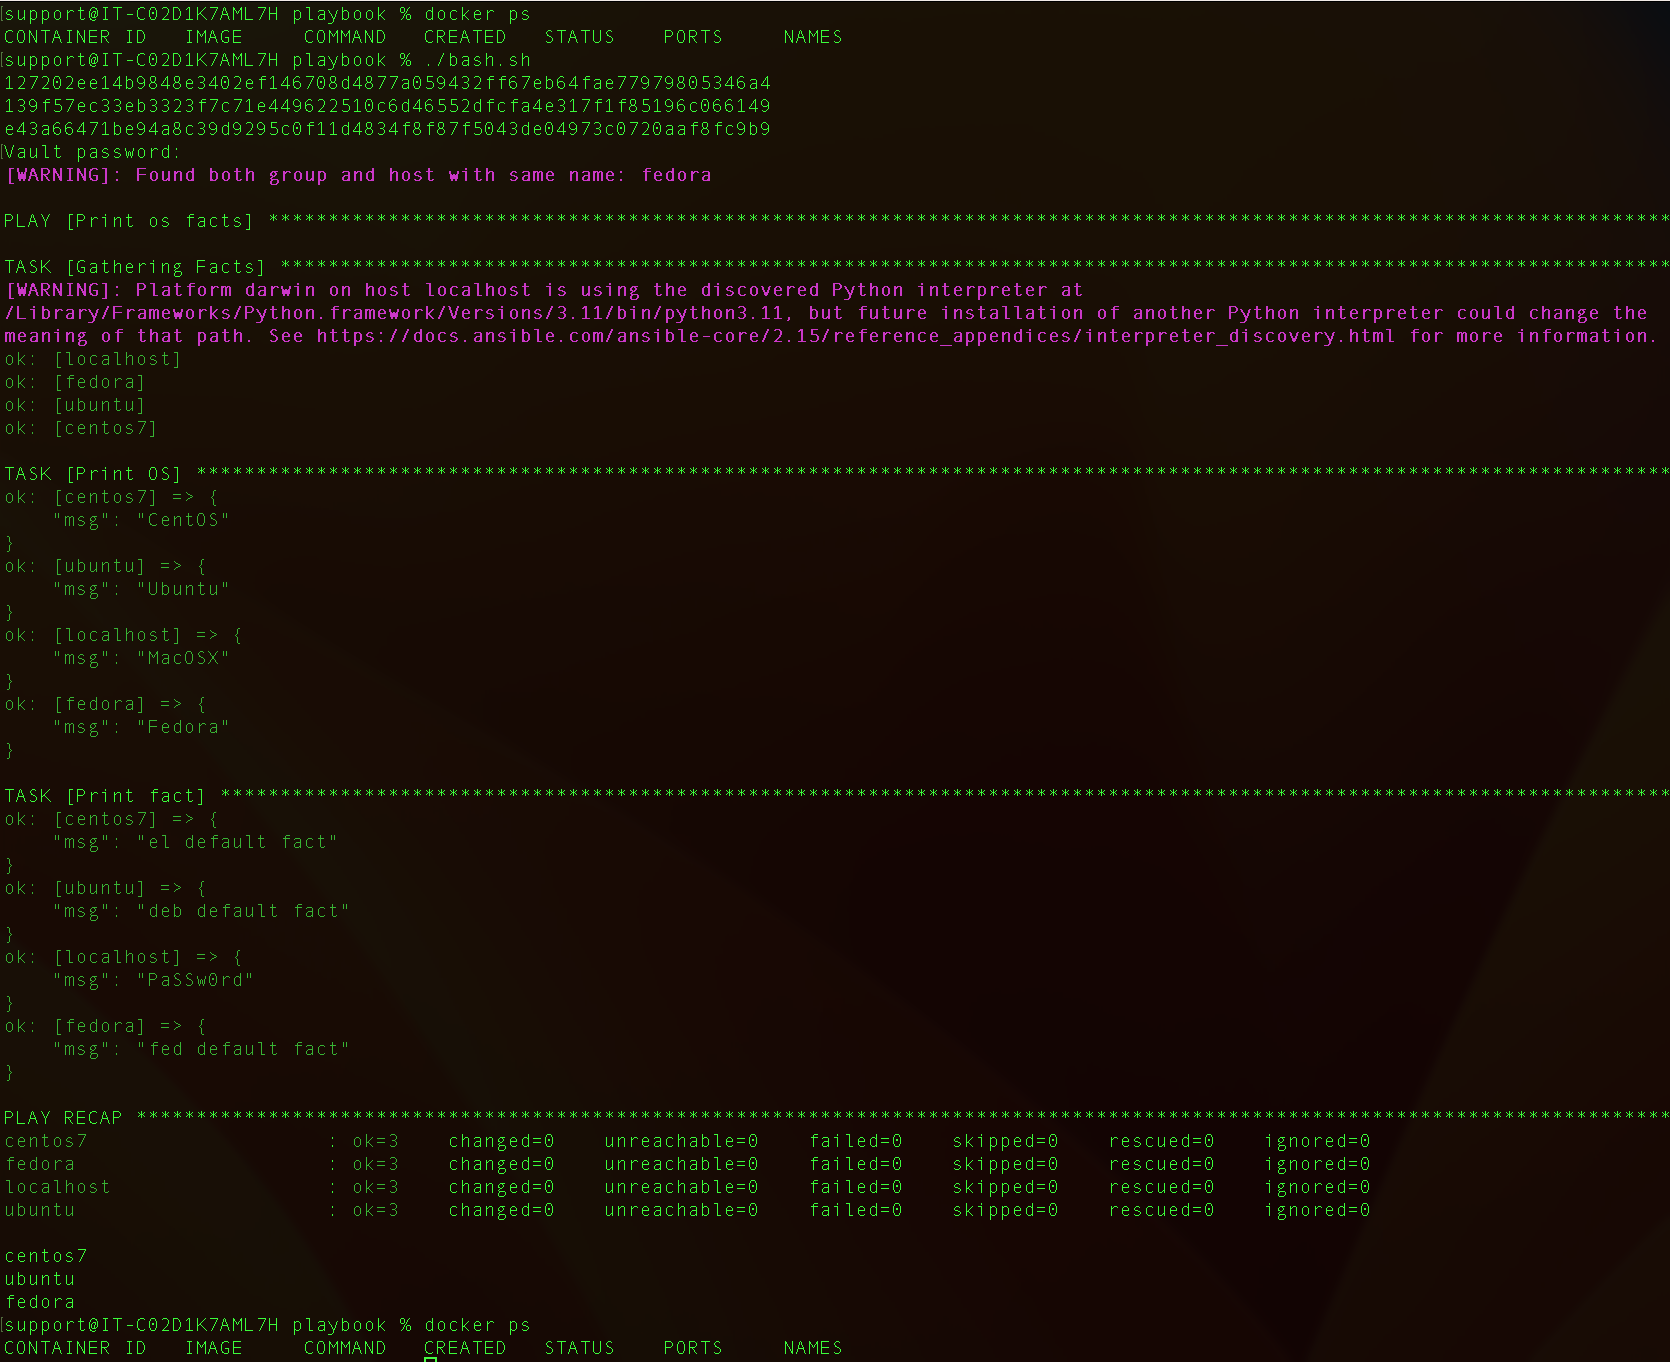 [support@IT-C02D1K7AML7H playbook % docker ps
CONTAINER ID   IMAGE     COMMAND   CREATED   STATUS    PORTS     NAMES
[support@IT-C02D1K7AML7H playbook % ./bash.sh
127202ee14b9848e3402ef146708d4877a059432ff67eb64fae77979805346a4
139f57ec33eb3323f7c71e449622510c6d46552dfcfa4e317f1f85196c066149
e43a66471be94a8c39d9295c0f11d4834f8f87f5043de04973c0720aaf8fc9b9
[Vault password:
[WARNING]: Found both group and host with same name: fedora
PLAY [Print os facts] ********************************************************************************************************************
TASK [Gathering Facts] *******************************************************************************************************************
[WARNING]: Platform darwin on host localhost is using the discovered Python interpreter at
/Library/Frameworks/Python.framework/Versions/3.11/bin/python3.11, but future installation of another Python interpreter could change the
meaning of that path. See https://docs.ansible.com/ansible-core/2.15/reference_appendices/interpreter_discovery.html for more information.
ok: [localhost]
ok: [fedora]
ok: [ubuntu]
ok: [centos7]
TASK [Print OS] **************************************************************************************************************************
ok: [centos7] => {
    "msg": "CentOS"
}
ok: [ubuntu] => {
    "msg": "Ubuntu"
}
ok: [localhost] => {
    "msg": "MacOSX"
}
ok: [fedora] => {
    "msg": "Fedora"
}
TASK [Print fact] ************************************************************************************************************************
ok: [centos7] => {
    "msg": "el default fact"
}
ok: [ubuntu] => {
    "msg": "deb default fact"
}
ok: [localhost] => {
    "msg": "PaSSw0rd"
}
ok: [fedora] => {
    "msg": "fed default fact"
}
PLAY RECAP *******************************************************************************************************************************
centos7                    : ok=3    changed=0    unreachable=0    failed=0    skipped=0    rescued=0    ignored=0
fedora                     : ok=3    changed=0    unreachable=0    failed=0    skipped=0    rescued=0    ignored=0
localhost                  : ok=3    changed=0    unreachable=0    failed=0    skipped=0    rescued=0    ignored=0
ubuntu                     : ok=3    changed=0    unreachable=0    failed=0    skipped=0    rescued=0    ignored=0
centos7
ubuntu
fedora
[support@IT-C02D1K7AML7H playbook % docker ps
CONTAINER ID   IMAGE     COMMAND   CREATED   STATUS    PORTS     NAMES